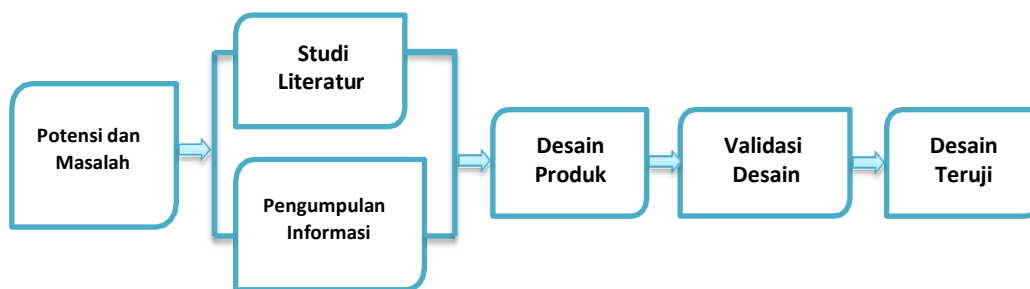 Potensi dan
Masalah
Studi
Literatur
Pengumpulan
Informasi
Desain
Produk
Validasi
Desain
Desain
Teruji